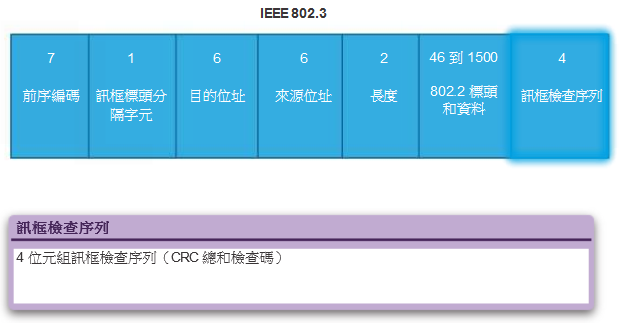 IEEE 802.3
7
前序編碼
1
訊框標頭分
隔字元
6
目的位址
6
來源位址
2
長度
46 到 1500
802.2 標頭
和資料
4
訊框檢查序列
訊框檢查序列
4 位元組訊框檢查序列（CRC 總和檢查碼）